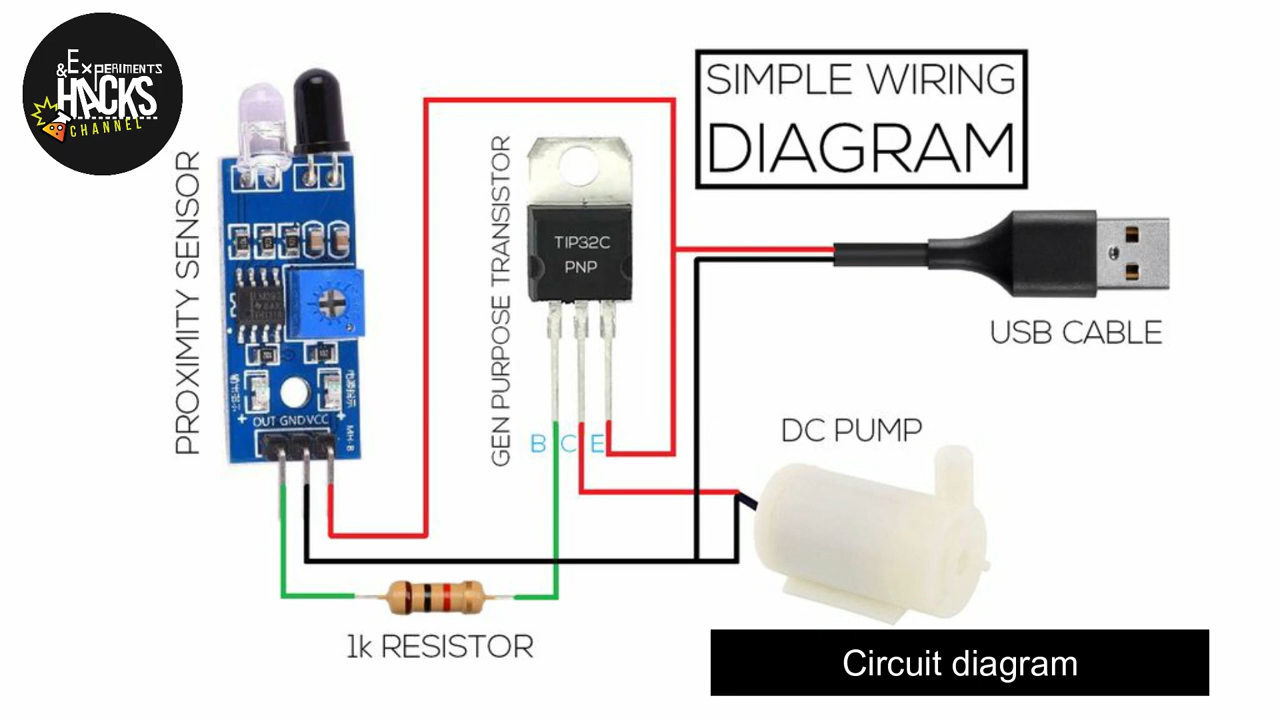 & Experiments
HACKS
CHANNEL
SIMPLE WIRING
DIAGRAM
PROXIMITY SENSOR
OUT GND VCC
MH-B
GEN PURPOSE TRANSISTOR
TIP32C
PNP
B C E
USB CABLE
DC PUMP
1k RESISTOR
Circuit diagram